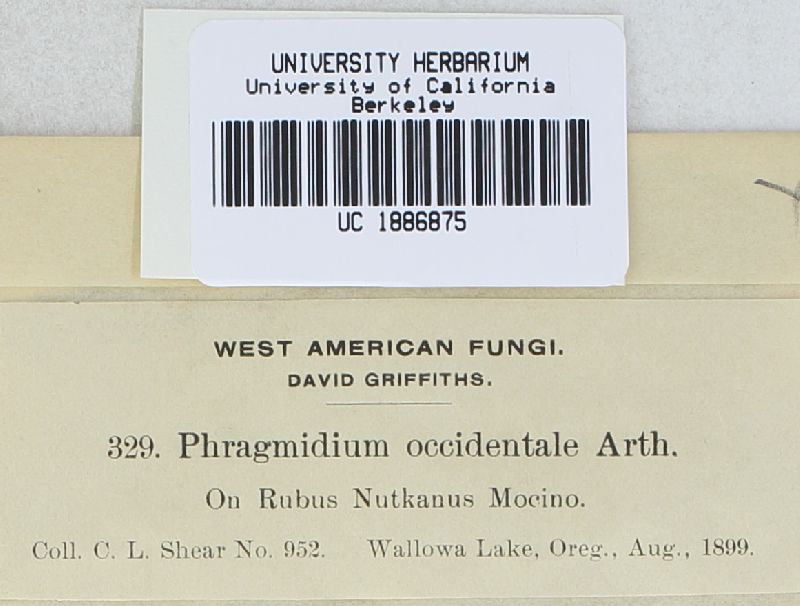 UNIVERSITY HERBARIUM
University of California
Berkeley
UC 1886875
WEST AMERICAN FUNGI.
DAVID GRIFFITHS.
329. Phragmidium occidentale Arth.
On Rubus Nutkanus Mocino.
Coll. C. L. Shear No. 952. Wallowa Lake, Oreg., Aug., 1899.